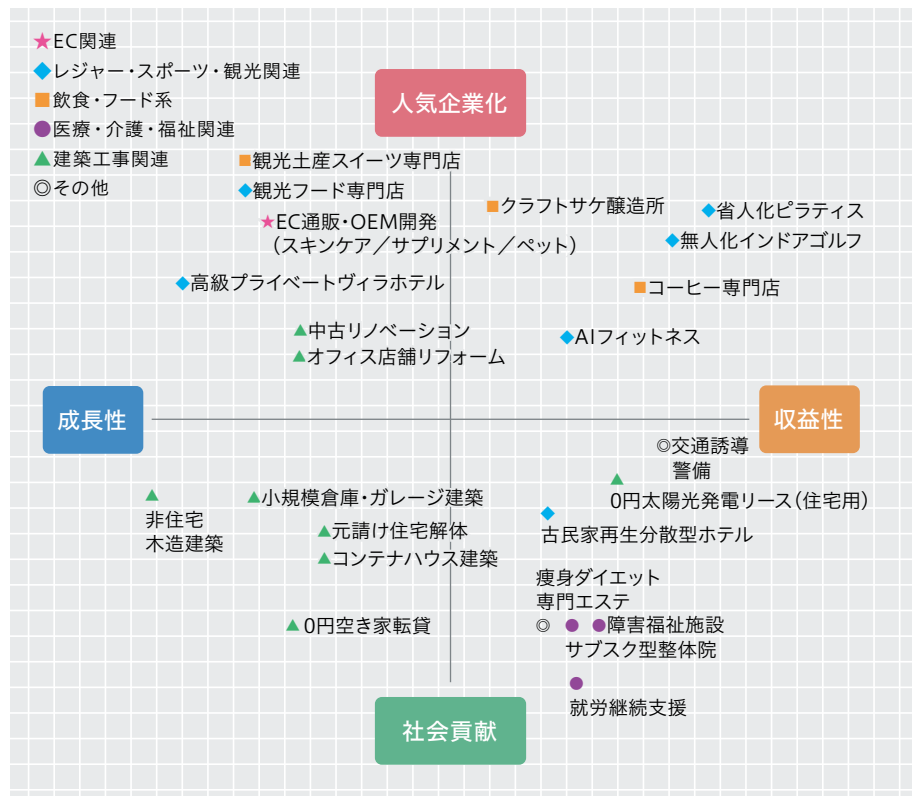 ★EC関連
◆レジャー・スポーツ・観光関連
■飲食・フード系
●医療・介護・福祉関連
▲建築工事関連
◎その他
人気企業化
■観光土産スイーツ専門店
◆観光フード専門店
★EC通販・OEM開発
（スキンケア／サプリメント／ペット）
■クラフトサケ醸造所
◆省人化ピラティス
◆無人化インドアゴルフ
◆高級プライベートヴィラホテル
■コーヒー専門店
▲中古リノベーション
▲オフィス店舗リフォーム
◆AIフィットネス
成長性
収益性
◎交通誘導
警備
▲
0円太陽光発電リース（住宅用）
▲
非住宅
木造建築
▲小規模倉庫・ガレージ建築
▲元請け住宅解体
▲コンテナハウス建築
◆
古民家再生分散型ホテル
痩身ダイエット
専門エステ
◎ ● ●障害福祉施設
サブスク型整体院
▲0円空き家転貸
●
就労継続支援
社会貢献